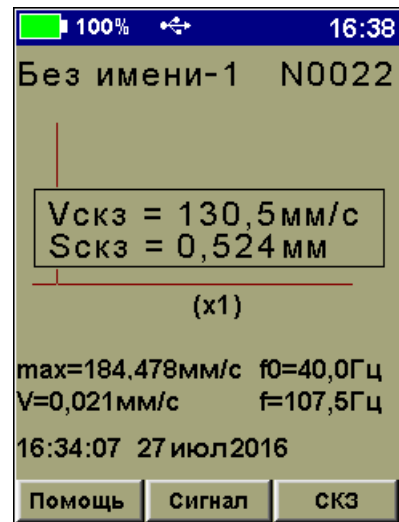 100% 16:38
Без имени-1 N0022
Vскз = 130,5мм/с
Sскз = 0,524мм
(x1)
max=184,478мм/с f0=40,0Гц
V=0,021мм/с f=107,5Гц
16:34:07 27июл2016
Помощь Сигнал СКЗ